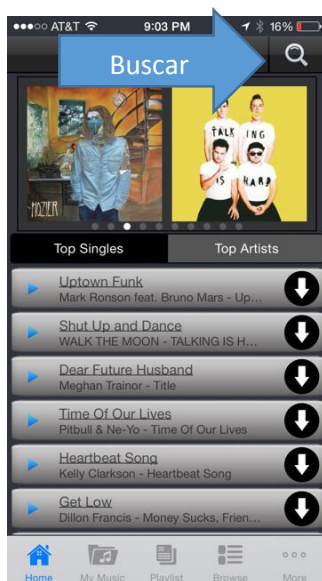 AT&T 9:03 PM 16%
Buscar
HOZIER
TALK ING
IS HARD
Top Singles Top Artists
Uptown Funk
Mark Ronson feat. Bruno Mars - Up...
Shut Up and Dance
WALK THE MOON - TALKING IS H...
Dear Future Husband
Meghan Trainor - Title
Time Of Our Lives
Pitbull & Ne-Yo - Time Of Our Lives
Heartbeat Song
Kelly Clarkson - Heartbeat Song
Get Low
Dillon Francis - Money Sucks, Frien...
Home My Music Playlist Browse More